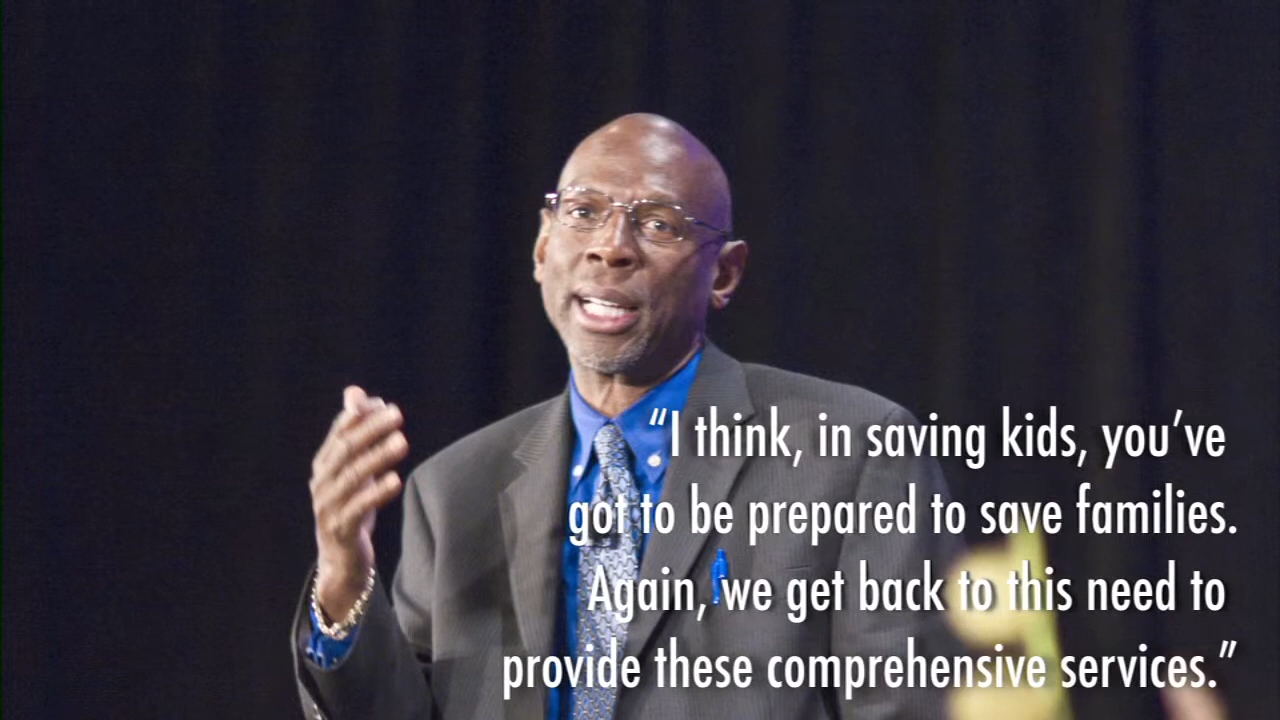 “I think, in saving kids, you’ve
got to be prepared to save families.
Again, we get back to this need to
provide these comprehensive services.”